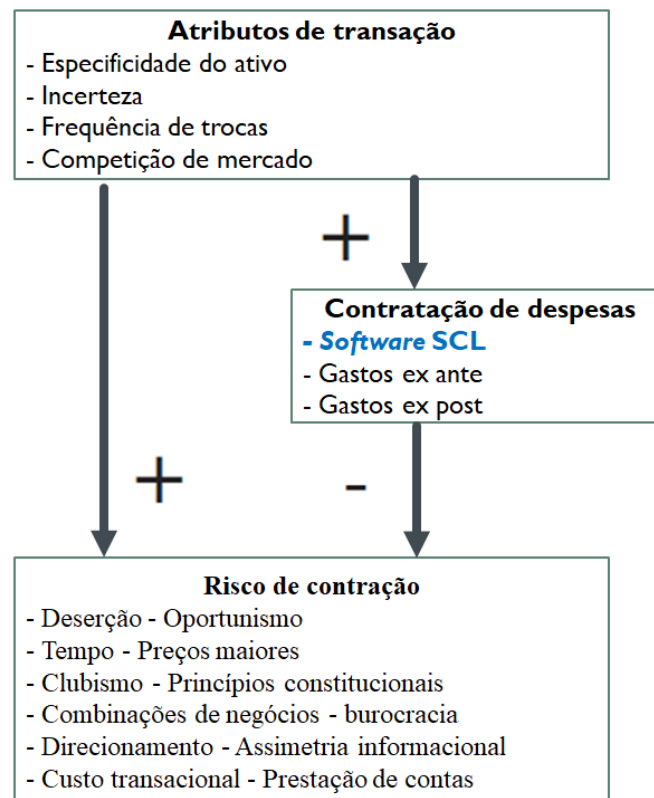 Atributos de transação
- Especificidade do ativo
- Incerteza
- Frequência de trocas
- Competição de mercado
+
Contratação de despesas
- Software SCL
- Gastos ex ante
- Gastos ex post
+
-
Risco de contração
- Deserção - Oportunismo
- Tempo - Preços maiores
- Clubismo - Princípios constitucionais
- Combinações de negócios - burocracia
- Direcionamento - Assimetria informacional
- Custo transacional - Prestação de contas